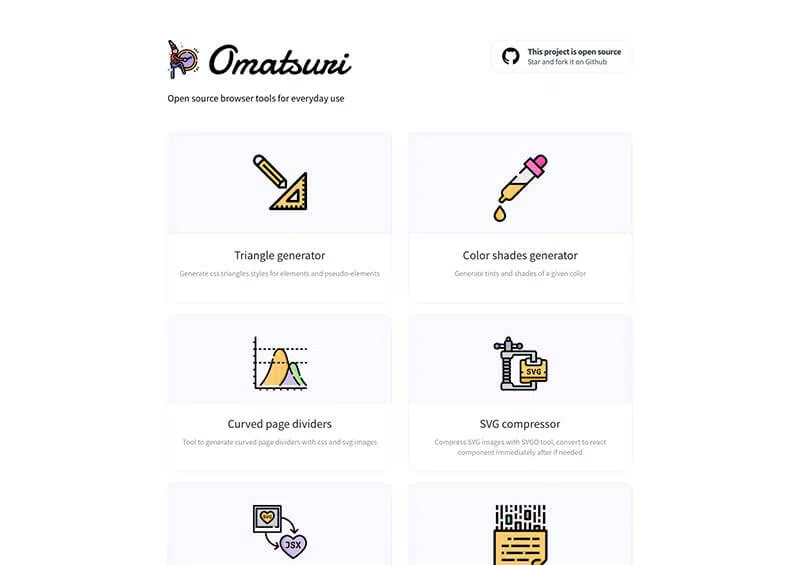 Omatsuri
This project is open source
Star and fork it on Github
Open source browser tools for everyday use
Triangle generator
Generate css triangles styles for elements and pseudo-elements
Color shades generator
Generate tints and shades of a given color
SVG
Curved page dividers
Tool to generate curved page dividers with css and svg images
SVG compressor
Compress SVG images with SVGO tool, convert to react
component immediately after if needed
SVG
JSX